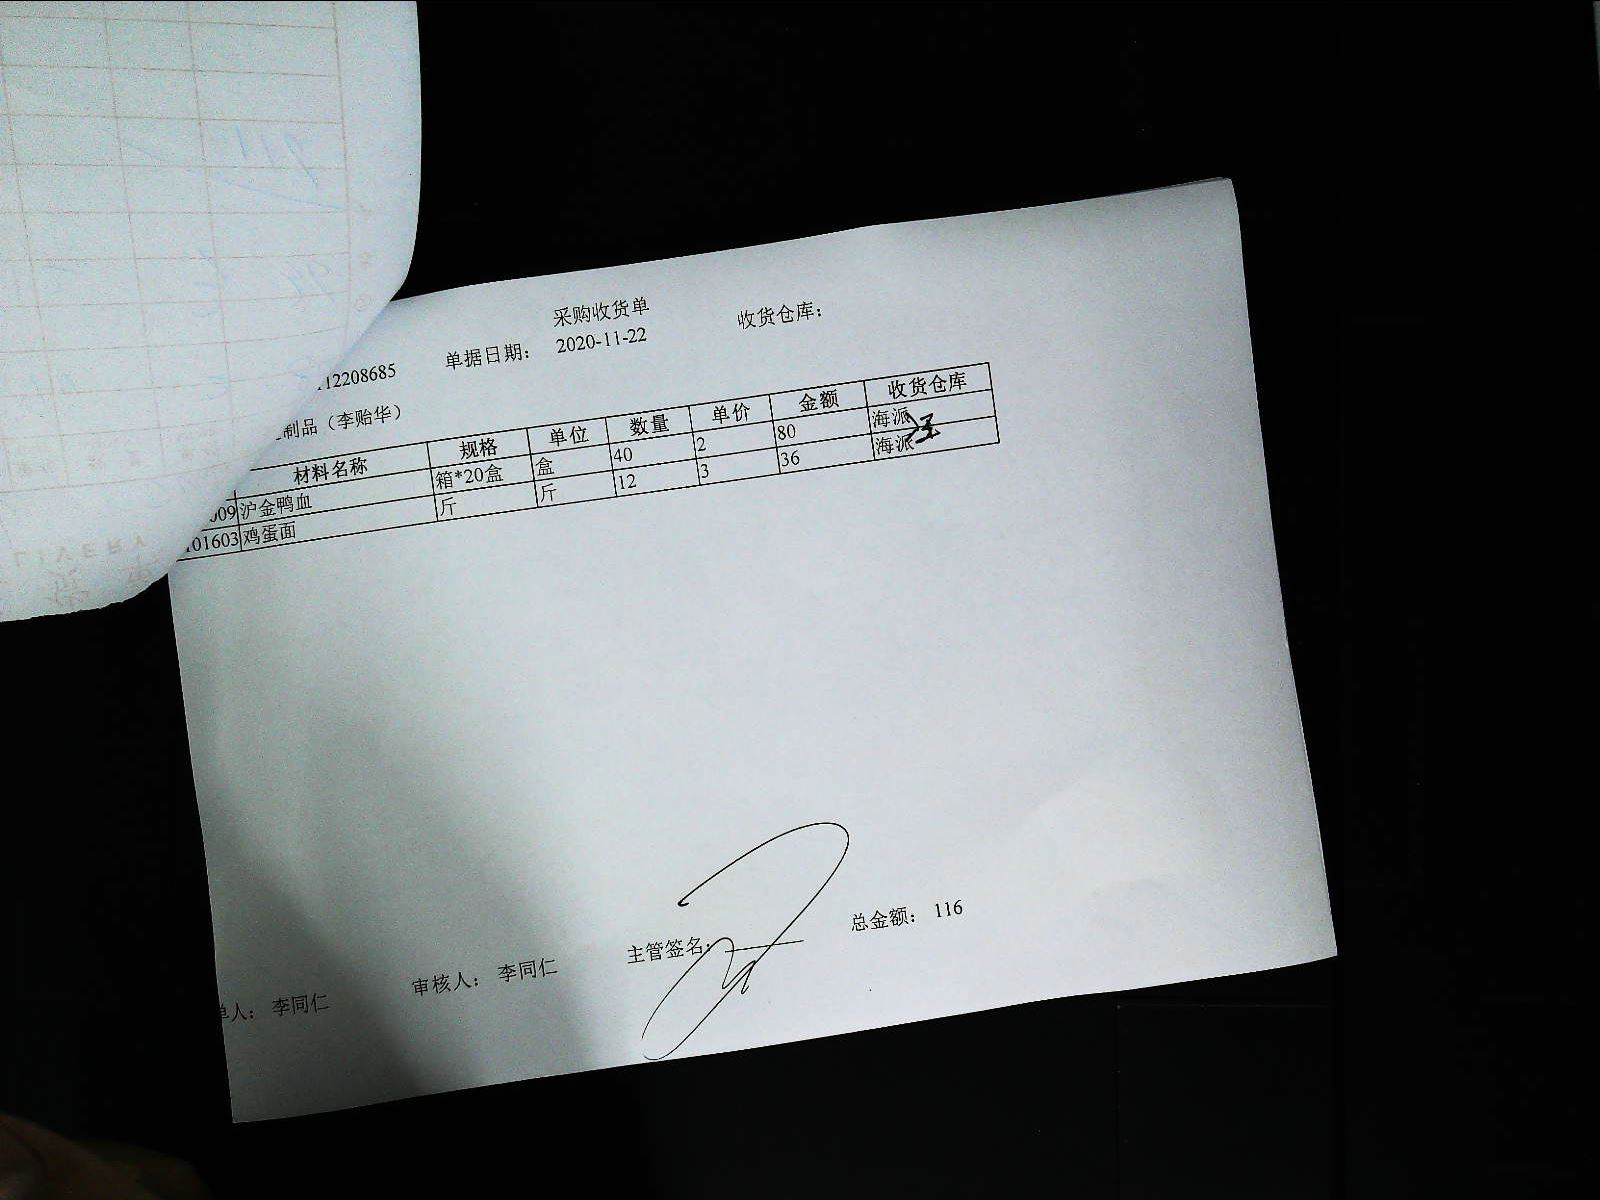 采购收货单
12208685 单据日期： 2020-11-22 收货仓库：
制品（李贻华）
材料名称 规格 单位 数量 单价 金额 收货仓库
009 沪金鸭血 箱*20盒 盒 40 2 80 海派
01603 鸡蛋面 斤 斤 12 3 36 海派
单人： 李同仁 审核人： 李同仁 主管签名： 总金额： 116